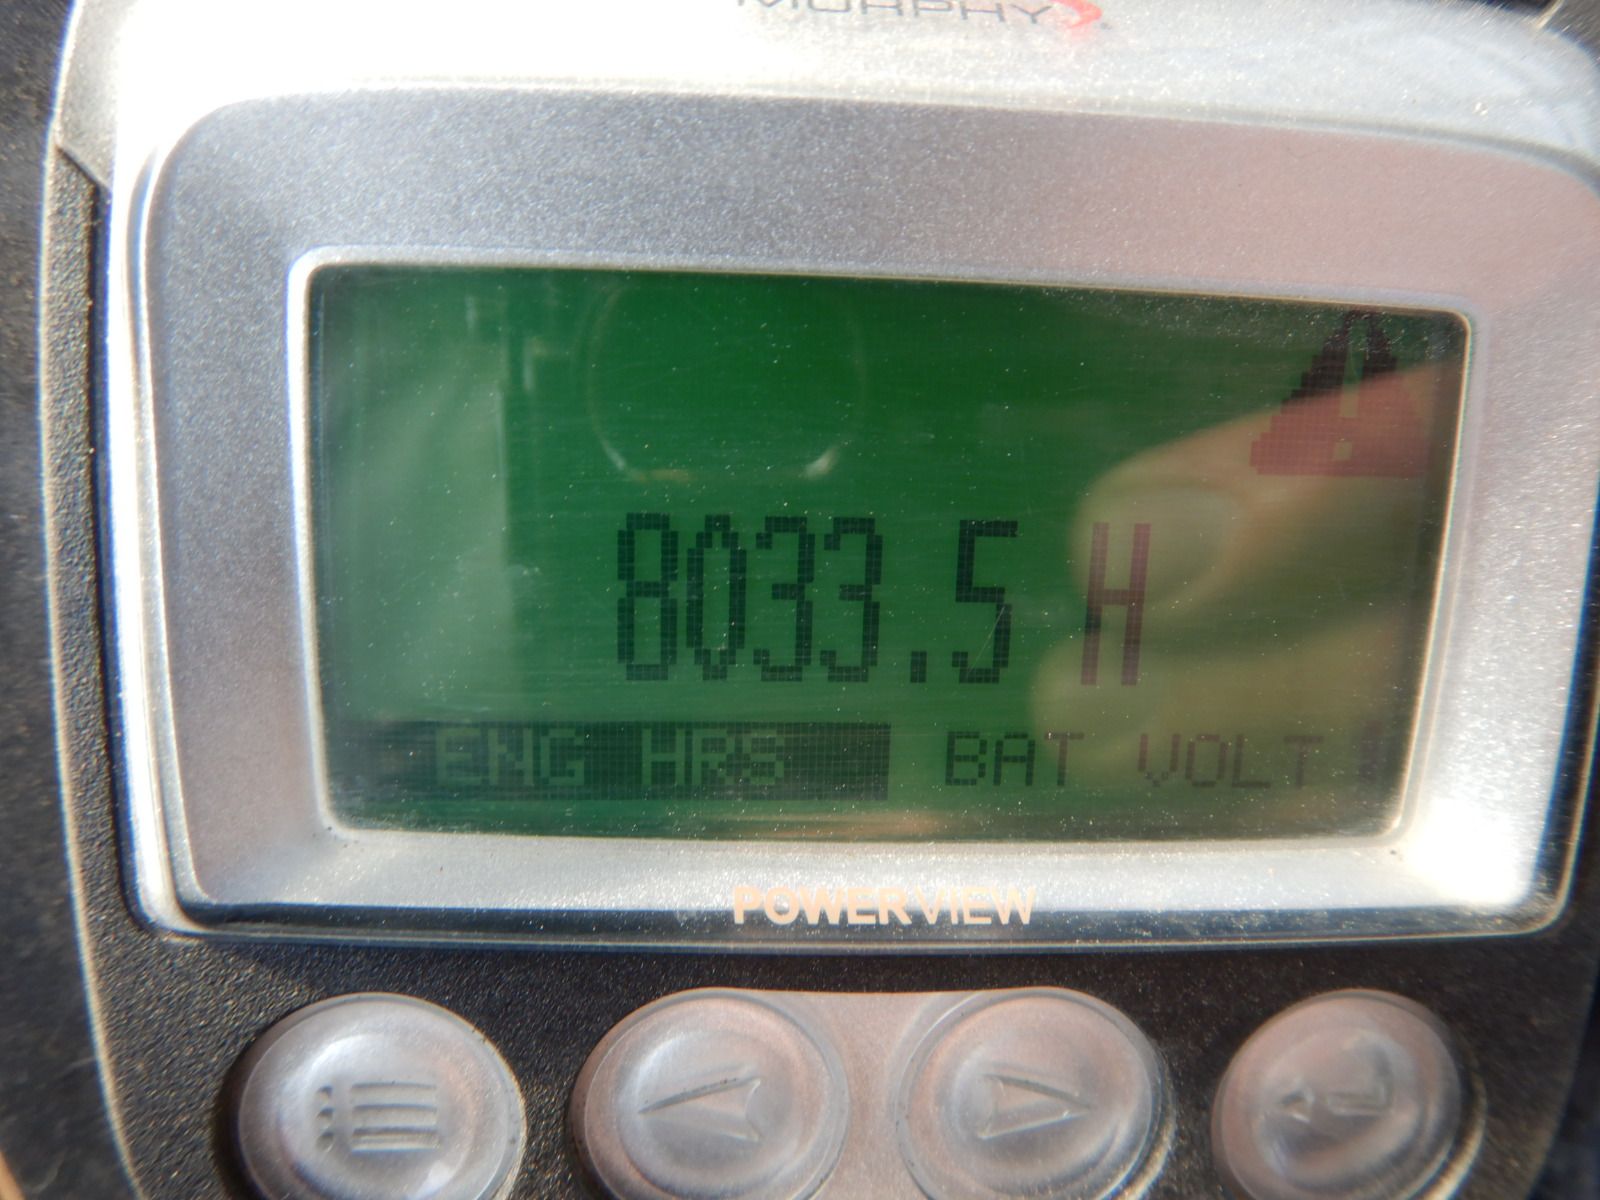 MURPHY
8033.5 H
ENG HRS BAT VOLT
POWERVIEW